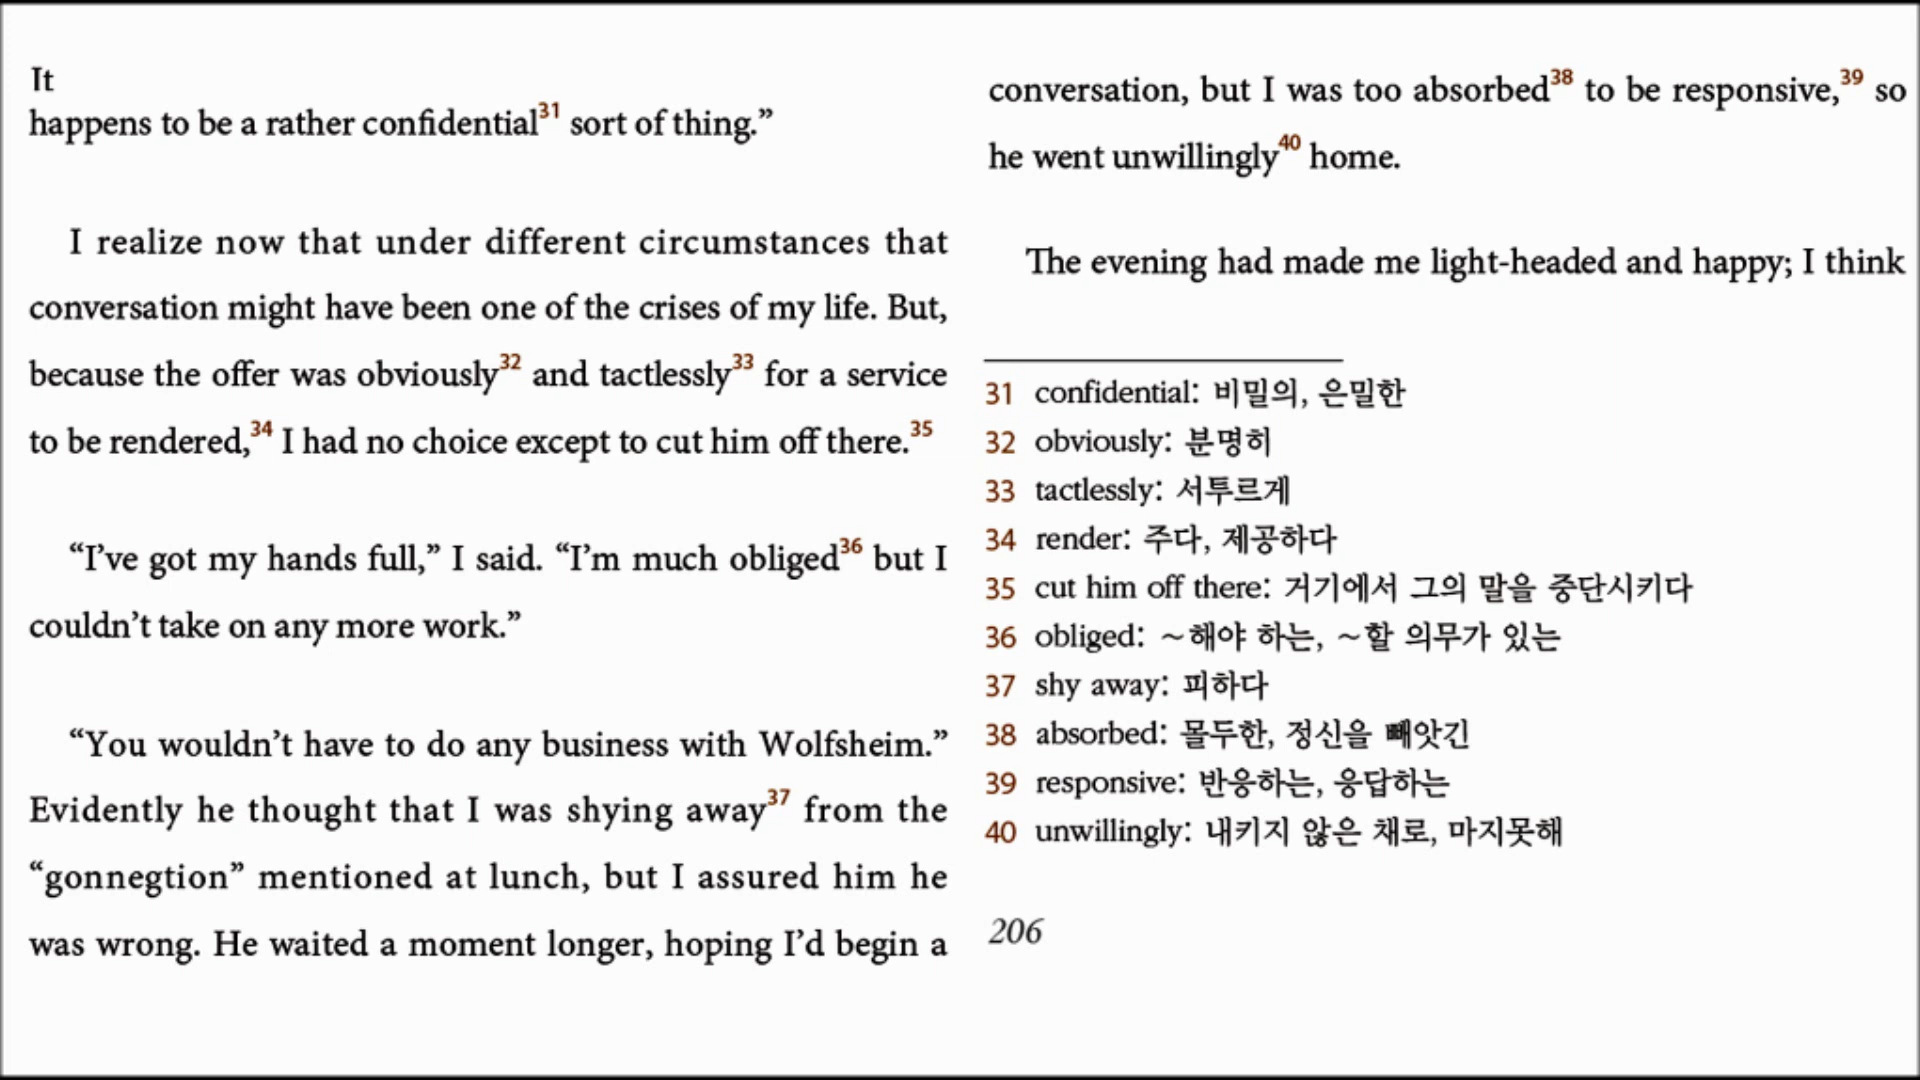 It
happens to be a rather confidential31 sort of thing.”
I realize now that under different circumstances that
conversation might have been one of the crises of my life. But,
because the offer was obviously32 and tactlessly33 for a service
to be rendered,34 I had no choice except to cut him off there.35
“I’ve got my hands full,” I said. “I’m much obliged36 but I
couldn’t take on any more work.”
“You wouldn’t have to do any business with Wolfsheim.”
Evidently he thought that I was shying away37 from the
“gonnegtion” mentioned at lunch, but I assured him he
was wrong. He waited a moment longer, hoping I’d begin a
conversation, but I was too absorbed38 to be responsive,39 so
he went unwillingly40 home.
The evening had made me light-headed and happy; I think
31 confidential: 비밀의, 은밀한
32 obviously: 분명히
33 tactlessly: 서투르게
34 render: 주다, 제공하다
35 cut him off there: 거기에서 그의 말을 중단시키다
36 obliged: ~해야 하는, ~할 의무가 있는
37 shy away: 피하다
38 absorbed: 몰두한, 정신을 빼앗긴
39 responsive: 반응하는, 응답하는
40 unwillingly: 내키지 않은 채로, 마지못해
206